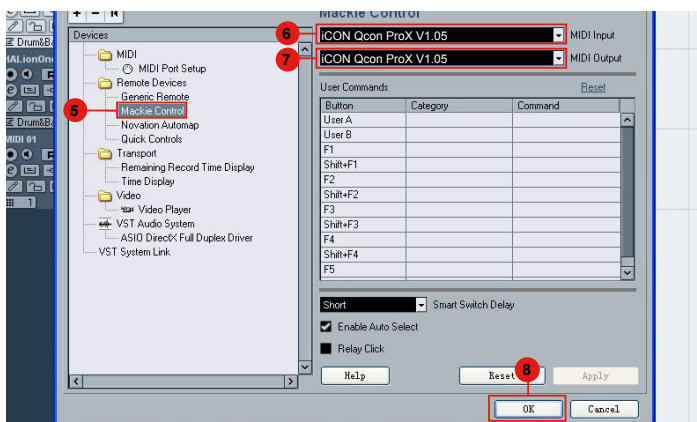 + - |◄
Mackie Control
Devices
6
iCON Qcon ProX V1.05
MIDI Input
7
iCON Qcon ProX V1.05
MIDI Output
MIDI
MIDI Port Setup
Remote Devices
Generic Remote
5
Mackie Control
Novation Automap
Quick Controls
Transport
Remaining Record Time Display
Time Display
Video
Video Player
VST Audio System
ASIO DirectX Full Duplex Driver
VST System Link
User Commands
Reset
Button Category Command
User A
User B
F1
Shift+F1
F2
Shift+F2
F3
Shift+F3
F4
Shift+F4
F5
Short
Smart Switch Delay
Enable Auto Select
Relay Click
Help
Reset
8
Apply
OK
Cancel
Drum&B
HALionOn
Drum&B
MIDI 01
1